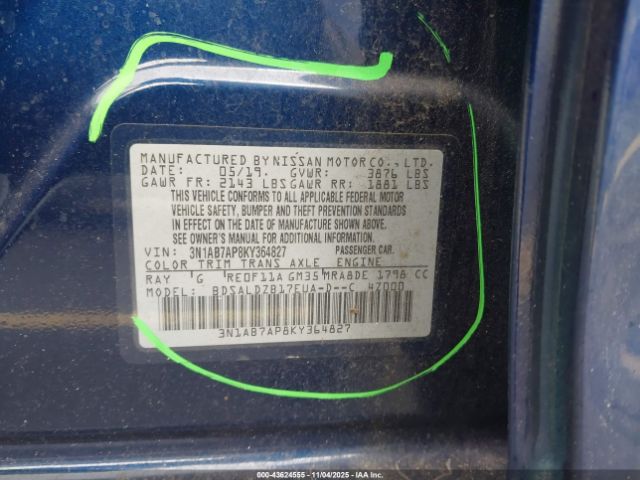 MANUFACTURED BY NISSAN MOTOR CO., LTD.
DATE: 05/19. GVWR: 3876 LBS
GAWR FR: 2143 LBS GAWR RR: 1881 LBS
THIS VEHICLE CONFORMS TO ALL APPLICABLE FEDERAL MOTOR
VEHICLE SAFETY, BUMPER AND THEFT PREVENTION STANDARDS
IN EFFECT ON THE DATE OF MANUFACTURE SHOWN ABOVE.
SEE OWNER'S MANUAL FOR ADDITIONAL INFORMATION
VIN: 3N1AB7AP8KY364827 PASSENGER CAR.
COLOR TRIM TRANS AXLE ENGINE
RAY G RE0F11A GM35 MRA8DE 1798 CC
MODEL: BDSALDZB17EUA-D--C 47000
3N1AB7AP8KY364827
000-43624555 - 11/04/2025 - IAAI.COM